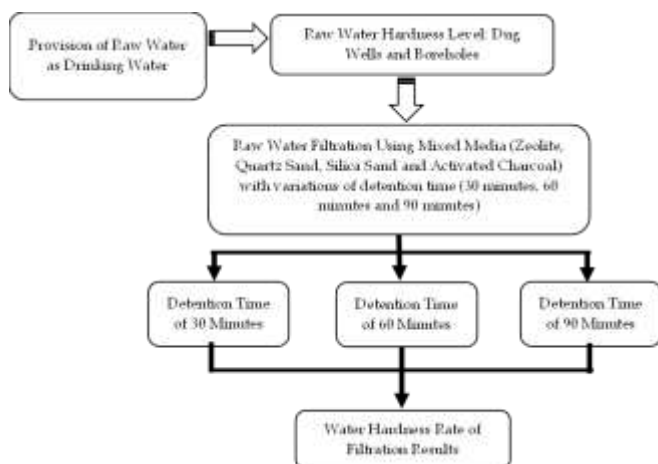 Provision of Raw Water
as Drinking Water
Raw Water Hardness Level: Dug
Wells and Boreholes
Raw Water Filtration Using Mixed Media (Zeolite,
Quartz Sand, Silica Sand and Activated Charcoal)
with variations of detention time (30 minutes, 60
minutes and 90 minutes)
Detention Time
of 30 Minutes
Detention Time
of 60 Minutes
Detention Time
of 90 Minutes
Water Hardness Rate of
Filtration Results